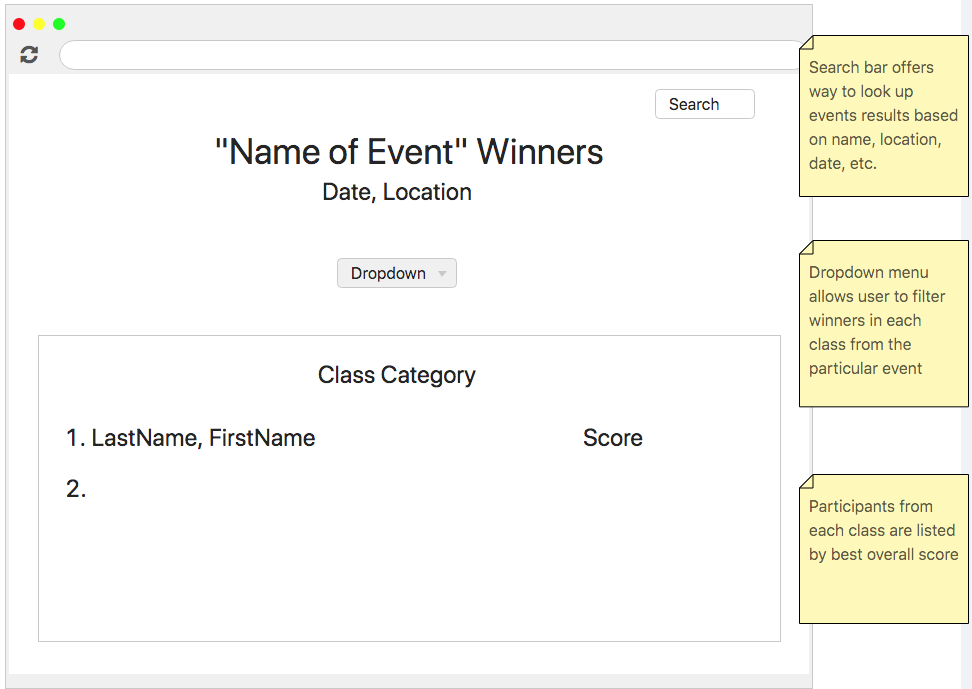 Search
"Name of Event" Winners
Date, Location
Dropdown
Class Category
1. LastName, FirstName Score
2.
Search bar offers
way to look up
events results based
on name, location,
date, etc.
Dropdown menu
allows user to filter
winners in each
class from the
particular event
Participants from
each class are listed
by best overall score